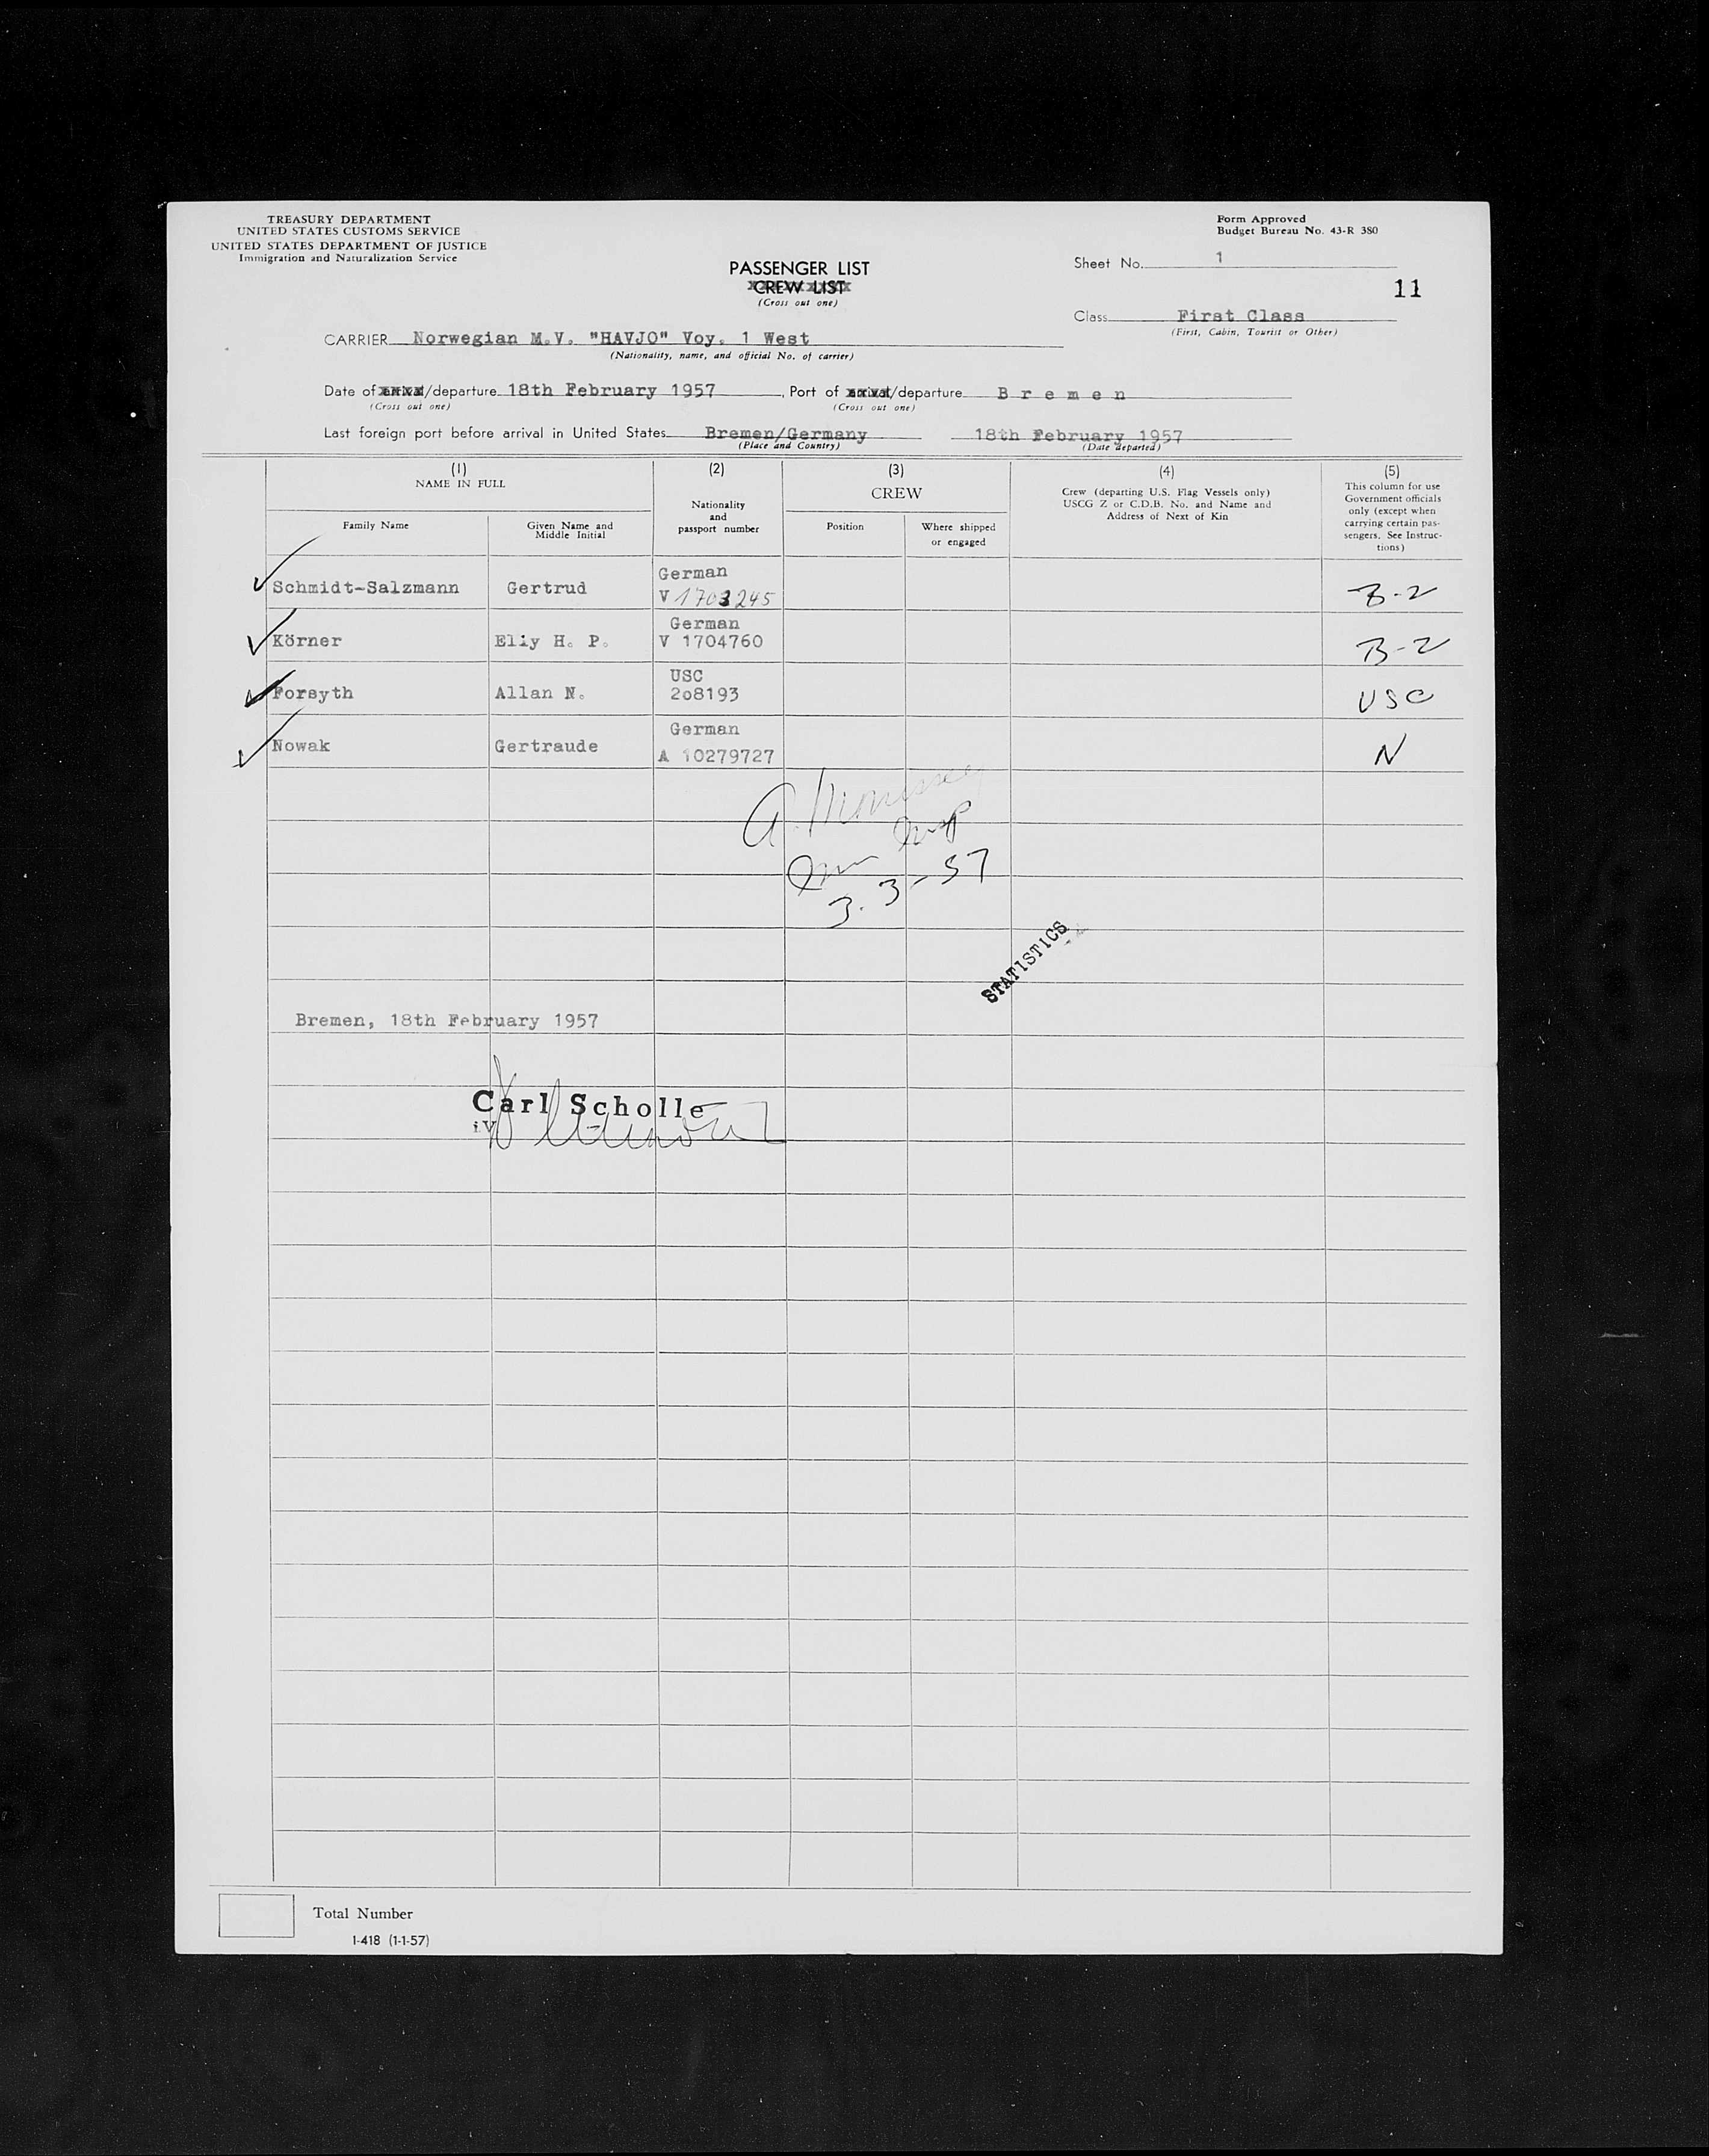 TREASURY DEPARTMENT
UNITED STATES CUSTOMS SERVICE
UNITED STATES DEPARTMENT OF JUSTICE
Immigration and Naturalization Service
Form Approved
Budget Bureau No. 43-R 380
PASSENGER LIST
CREW LIST
(Cross out one)
Sheet No. 1
11
Class First Class
(First, Cabin, Tourist or Other)
CARRIER Norwegian M.V. "HAVJO" Voy. 1 West
(Nationality, name, and official No. of carrier)
Date of arrival/departure 18th February 1957, Port of arrival/departure Bremen
(Cross out one) (Cross out one)
Last foreign port before arrival in United States Bremen/Germany 18th February 1957
(Place and Country) (Date departed)
(1) (2) (3) (4) (5)
NAME IN FULL
Family Name
Given Name and
Middle Initial
Nationality
and
passport number
CREW
Position
Where shipped
or engaged
Crew (departing U.S. Flag Vessels only)
USCG Z or C.D.B. No. and Name and
Address of Next of Kin
This column for use
Government officials
only (except when
carrying certain pas-
sengers. See Instruc-
tions)
German
Schmidt-Salzmann Gertrud V 1703245 B-2
German
Körner Elly H. P. V 1704760 B-2
USC
Forsyth Allan N. 208193 USC
German
Nowak Gertraude A 10279727 N
Imm Insp
3.3-57
STATISTICS
Bremen, 18th February 1957
Carl Scholle
i.V.
Total Number
I-418 (1-1-57)